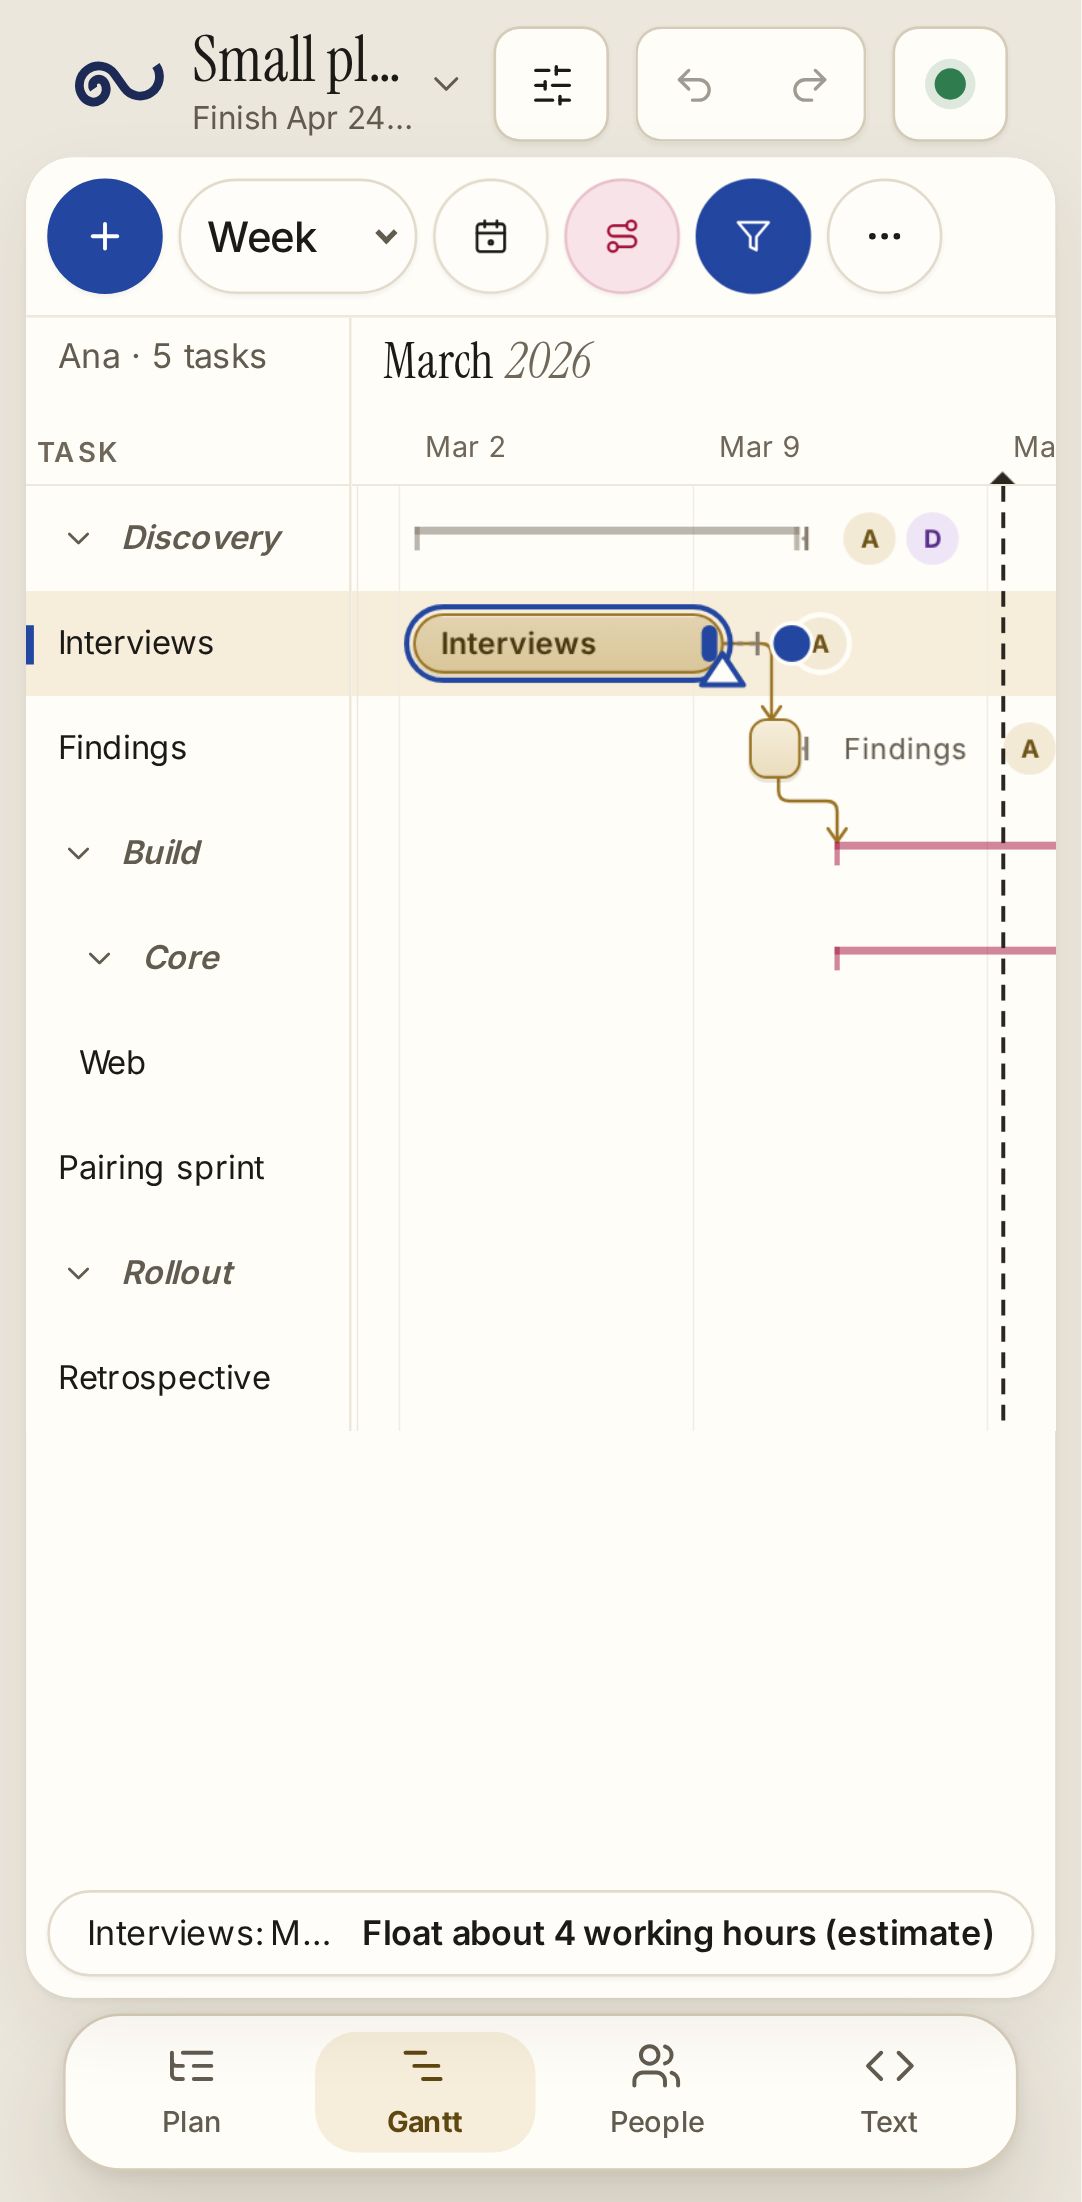 Small pl...
Finish Apr 24...
Week
Ana · 5 tasks
March 2026
TASK
Mar 2
Mar 9
Ma
Discovery
A
D
Interviews
Interviews
A
Findings
Findings
A
Build
Core
Web
Pairing sprint
Rollout
Retrospective
Interviews: M... Float about 4 working hours (estimate)
Plan
Gantt
People
Text